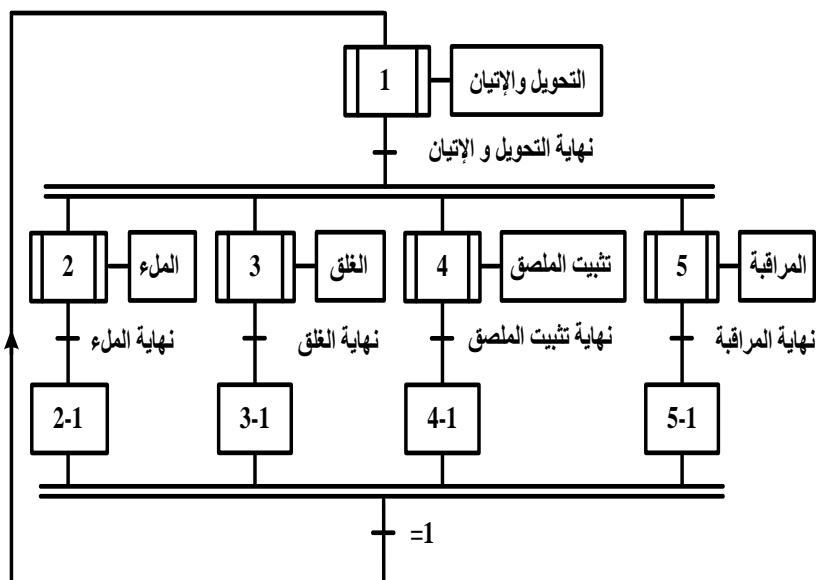 1
التحويل والإتيان
نهاية التحويل و الإتيان
2
الملء
3
الغلق
4
تثبيت الملصق
5
المراقبة
نهاية الملء
نهاية الغلق
نهاية تثبيت الملصق
نهاية المراقبة
2-1
3-1
4-1
5-1
=1